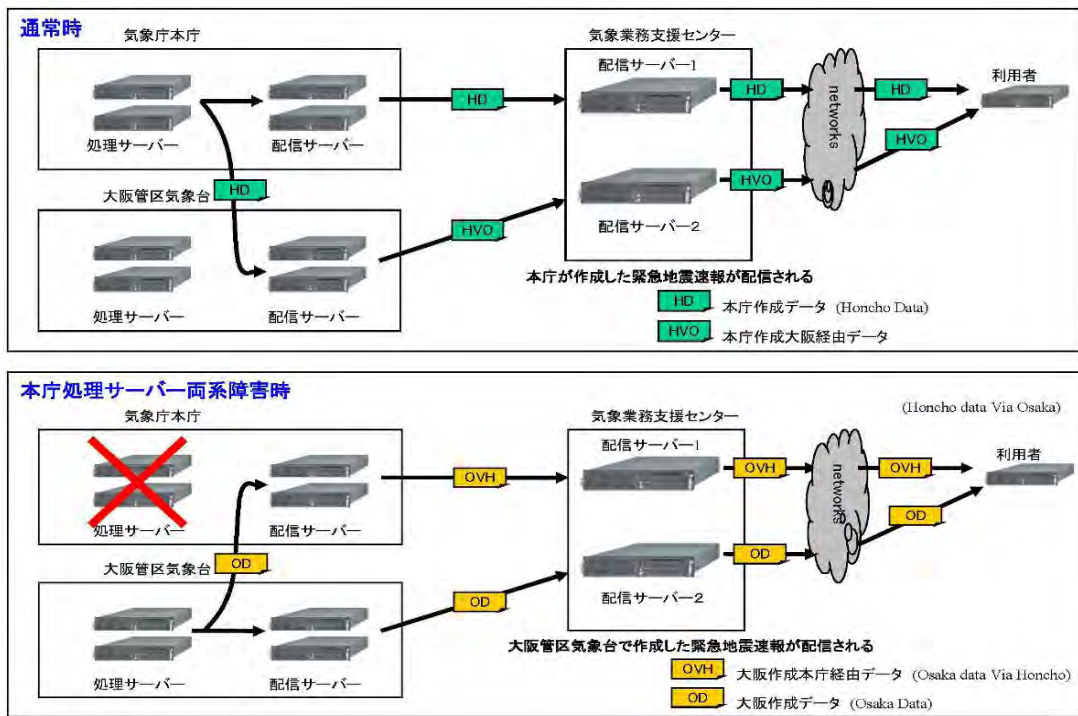 通常時
気象庁本庁
気象業務支援センター
配信サーバー1
利用者
HD
HD
HD
networks
処理サーバー
配信サーバー
HVO
大阪管区気象台
HD
HVO
HVO
配信サーバー2
処理サーバー
配信サーバー
本庁が作成した緊急地震速報が配信される
HD 本庁作成データ (Honcho Data)
HVO 本庁作成大阪経由データ
本庁処理サーバー両系障害時
気象庁本庁
気象業務支援センター
(Honcho data Via Osaka)
配信サーバー1
利用者
OVH
OVH
OVH
networks
処理サーバー
配信サーバー
OD
大阪管区気象台
OD
OD
OD
配信サーバー2
処理サーバー
配信サーバー
大阪管区気象台で作成した緊急地震速報が配信される
OVH 大阪作成本庁経由データ (Osaka data Via Honcho)
OD 大阪作成データ (Osaka Data)